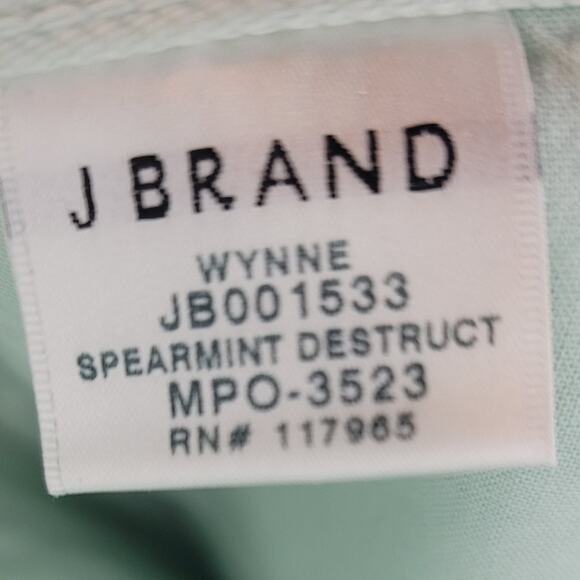 J BRAND
WYNNE
JB001533
SPEARMINT DESTRUCT
MPO-3523
RN# 117965